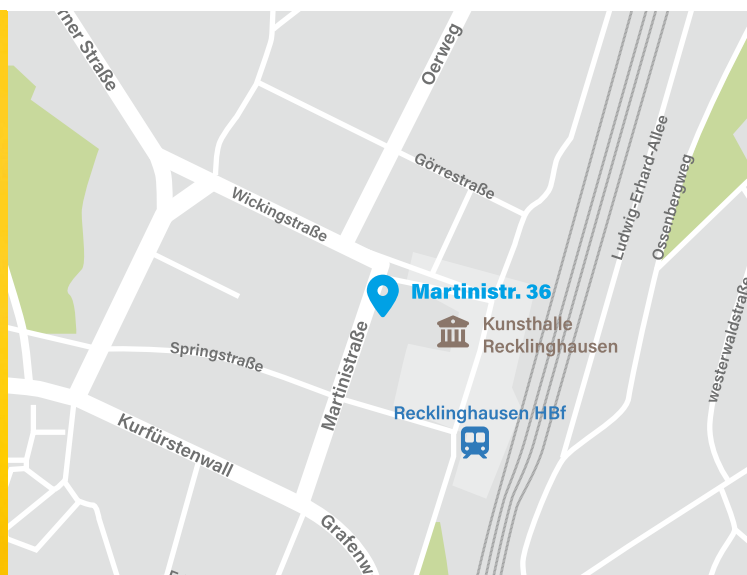 rner Straße
Oerweg
Görrestraße
Ludwig-Erhard-Allee
Ossenbergweg
Wickingstraße
Martinistr. 36
Kunsthalle
Recklinghausen
westerwaldstraße
Springstraße
Martinistraße
Recklinghausen HBf
Kurfürstenwall
Grafenw